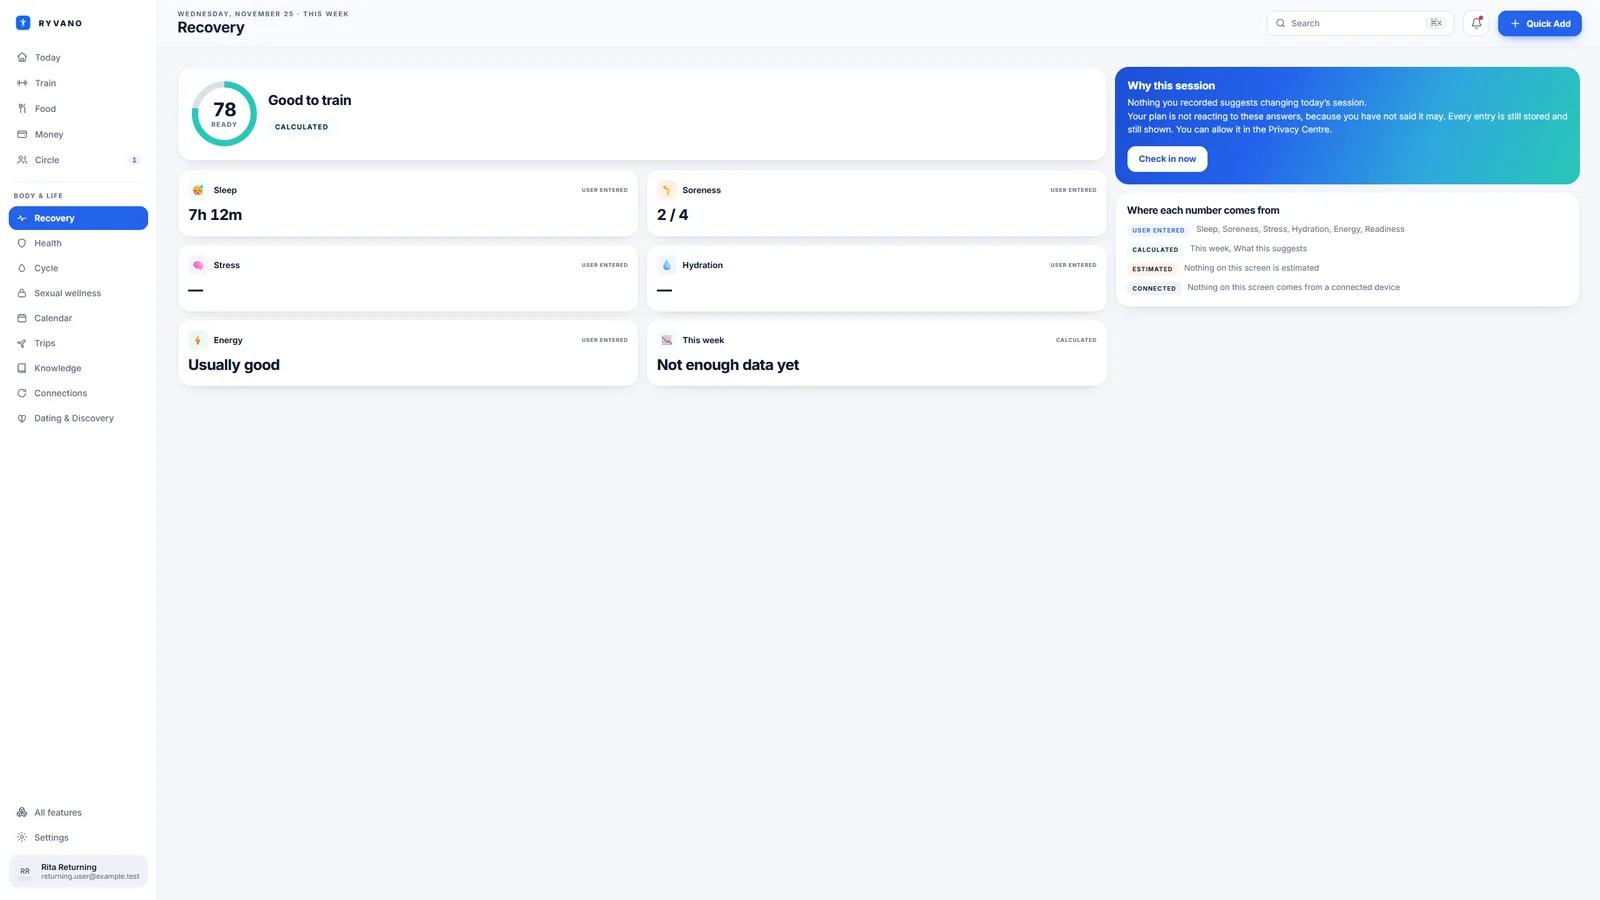 RYVANO
Today
Train
Food
Money
Circle 1
BODY & LIFE
Recovery
Health
Cycle
Sexual wellness
Calendar
Trips
Knowledge
Connections
Dating & Discovery
All features
Settings
RR
Rita Returning
returning.user@example.test
WEDNESDAY, NOVEMBER 25 · THIS WEEK
Recovery
Search ⌘K
Quick Add
78
READY
Good to train
CALCULATED
Sleep USER ENTERED
7h 12m
Soreness USER ENTERED
2 / 4
Stress USER ENTERED
—
Hydration USER ENTERED
—
Energy USER ENTERED
Usually good
This week CALCULATED
Not enough data yet
Why this session
Nothing you recorded suggests changing today's session.
Your plan is not reacting to these answers, because you have not said it may. Every entry is still stored and
still shown. You can allow it in the Privacy Centre.
Check in now
Where each number comes from
USER ENTERED Sleep, Soreness, Stress, Hydration, Energy, Readiness
CALCULATED This week, What this suggests
ESTIMATED Nothing on this screen is estimated
CONNECTED Nothing on this screen comes from a connected device